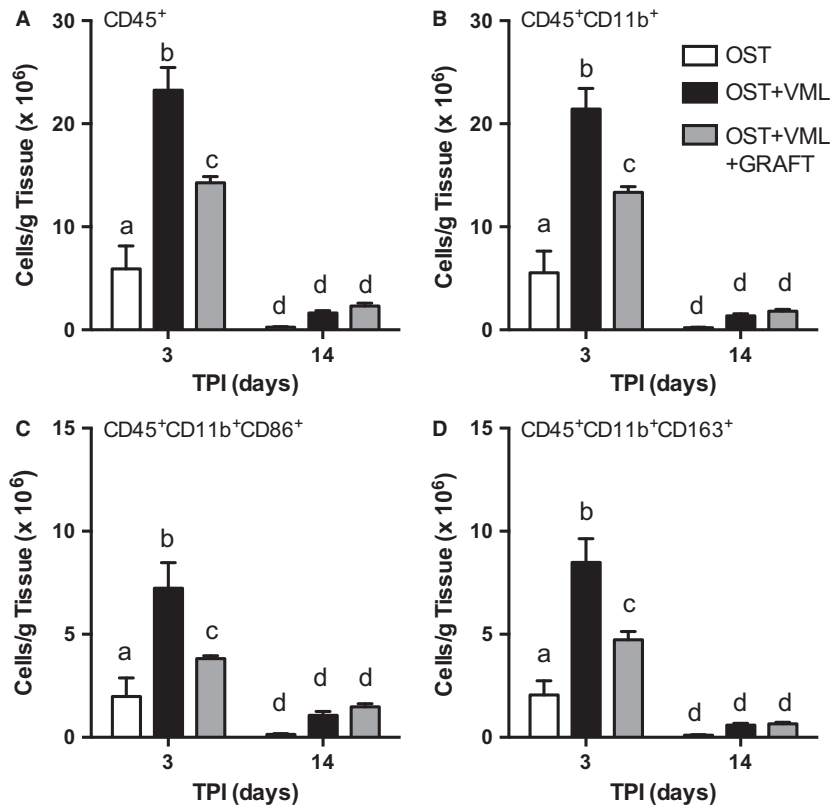 A CD45⁺
30
20
10
0
Cells/g Tissue (x 10⁶)
a
b
c
d
d
d
3
14
TPI (days)
B CD45⁺CD11b⁺
30
20
10
0
Cells/g Tissue (x 10⁶)
a
b
c
d
d
d
3
14
TPI (days)
OST
OST+VML
OST+VML
+GRAFT
C CD45⁺CD11b⁺CD86⁺
15
10
5
0
Cells/g Tissue (x 10⁶)
a
b
c
d
d
d
3
14
TPI (days)
D CD45⁺CD11b⁺CD163⁺
15
10
5
0
Cells/g Tissue (x 10⁶)
a
b
c
d
d
d
3
14
TPI (days)